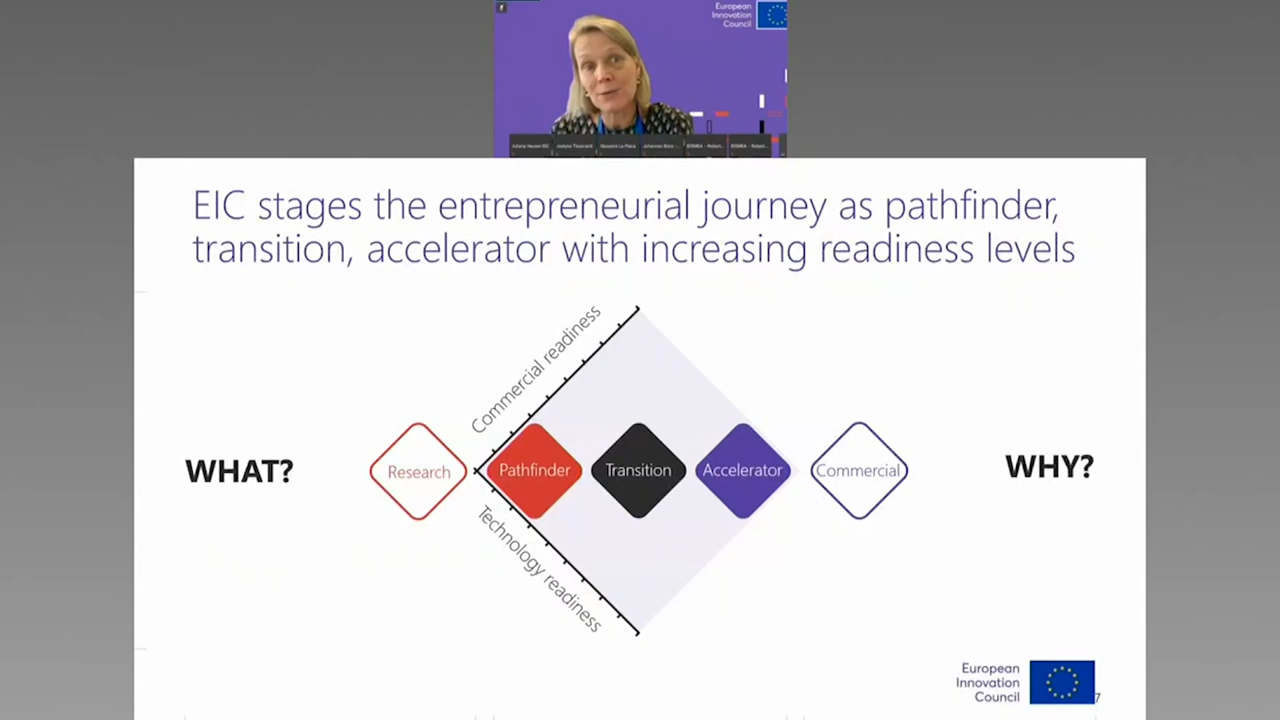 European
Innovation
Council
EIC stages the entrepreneurial journey as pathfinder,
transition, accelerator with increasing readiness levels
Commercial readiness
WHAT?
Research
Pathfinder
Transition
Accelerator
Commercial
WHY?
Technology readiness
European
Innovation
Council
7